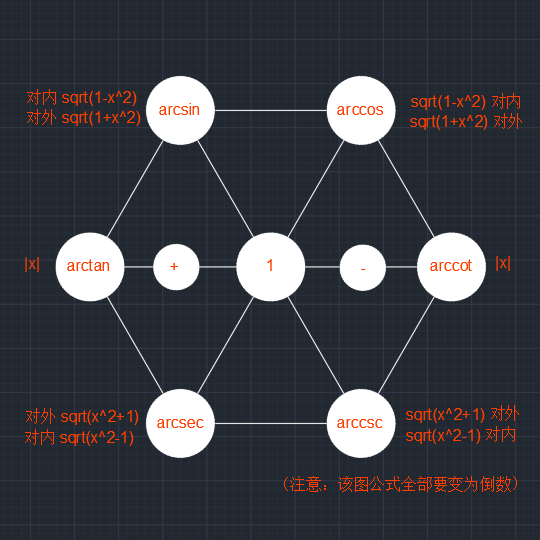 对内 sqrt(1-x^2)
对外 sqrt(1+x^2)
arcsin
arccos
sqrt(1-x^2) 对内
sqrt(1+x^2) 对外
|x|
arctan
+
1
-
arccot
|x|
对外 sqrt(x^2+1)
对内 sqrt(x^2-1)
arcsec
arccsc
sqrt(x^2+1) 对外
sqrt(x^2-1) 对内
（注意：该图公式全部要变为倒数）